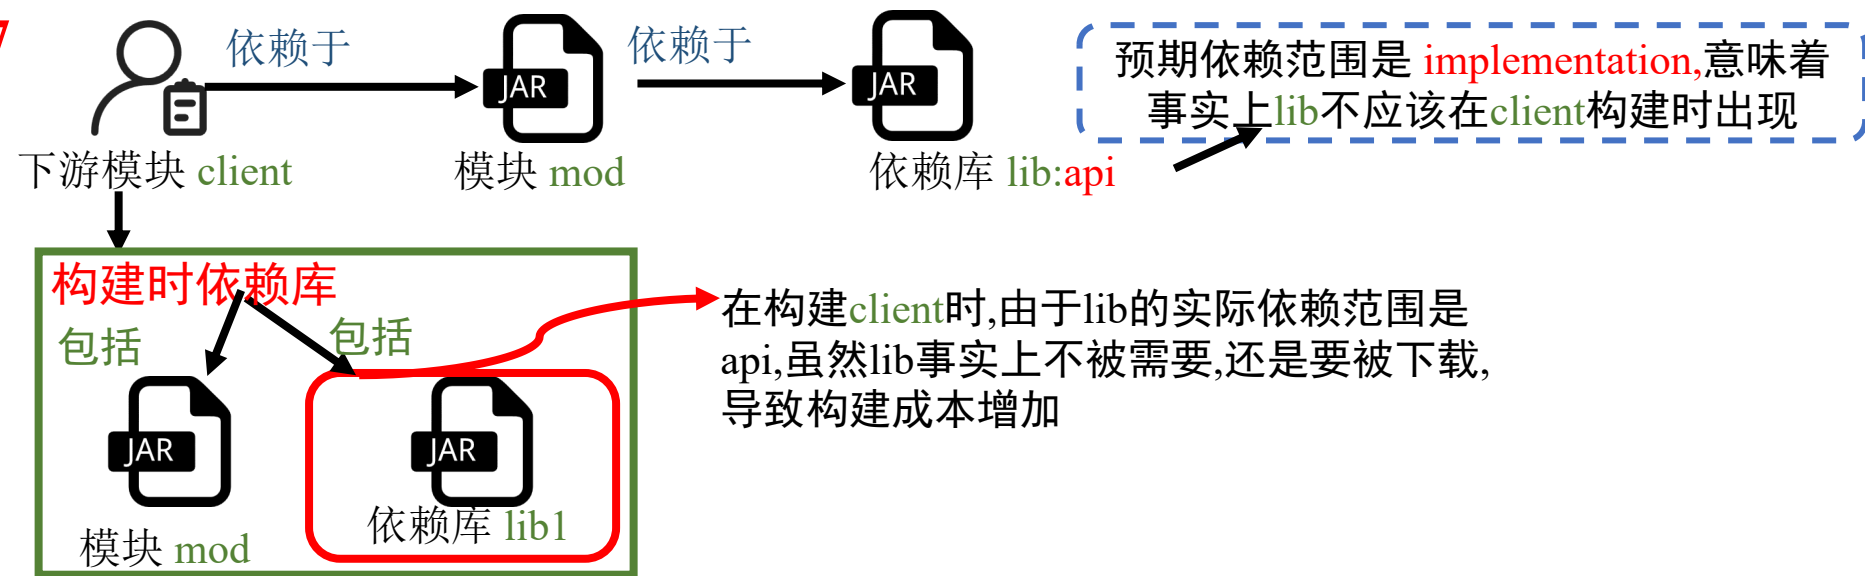 依赖于
依赖于
JAR
JAR
预期依赖范围是 implementation,意味着
事实上lib不应该在client构建时出现
下游模块 client
模块 mod
依赖库 lib:api
构建时依赖库
包括
包括
JAR
JAR
模块 mod
依赖库 lib1
在构建client时,由于lib的实际依赖范围是
api,虽然lib事实上不被需要,还是要被下载,
导致构建成本增加